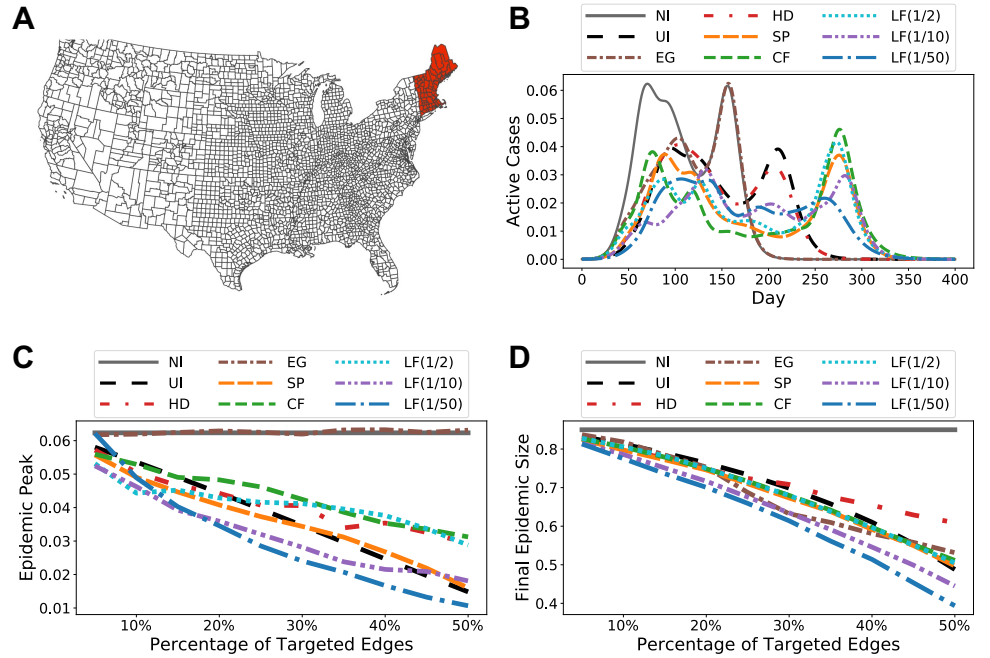 A
B
NI HD LF(1/2)
UI SP LF(1/10)
EG CF LF(1/50)
0.06
0.05
0.04
0.03
0.02
0.01
0.00
Active Cases
0 50 100 150 200 250 300 350 400
Day
C
NI EG LF(1/2)
UI SP LF(1/10)
HD CF LF(1/50)
0.06
0.05
0.04
0.03
0.02
0.01
Epidemic Peak
10% 20% 30% 40% 50%
Percentage of Targeted Edges
D
NI EG LF(1/2)
UI SP LF(1/10)
HD CF LF(1/50)
0.8
0.7
0.6
0.5
0.4
Final Epidemic Size
10% 20% 30% 40% 50%
Percentage of Targeted Edges